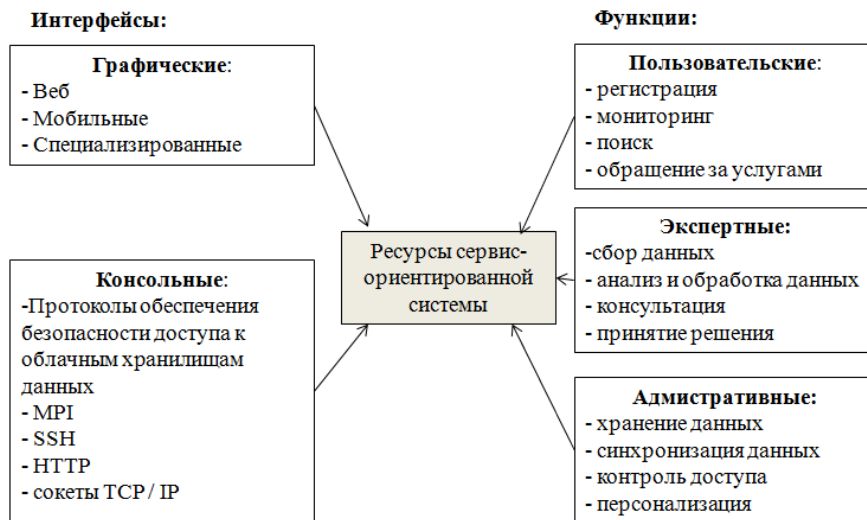 Интерфейсы:
Графические:
- Веб
- Мобильные
- Специализированные
Консольные:
-Протоколы обеспечения
безопасности доступа к
облачным хранилищам
данных
- MPI
- SSH
- HTTP
- сокеты TCP / IP
Ресурсы сервис-
ориентированной
системы
Функции:
Пользовательские:
- регистрация
- мониторинг
- поиск
- обращение за услугами
Экспертные:
-сбор данных
- анализ и обработка данных
- консультация
- принятие решения
Адмистративные:
- хранение данных
- синхронизация данных
- контроль доступа
- персонализация